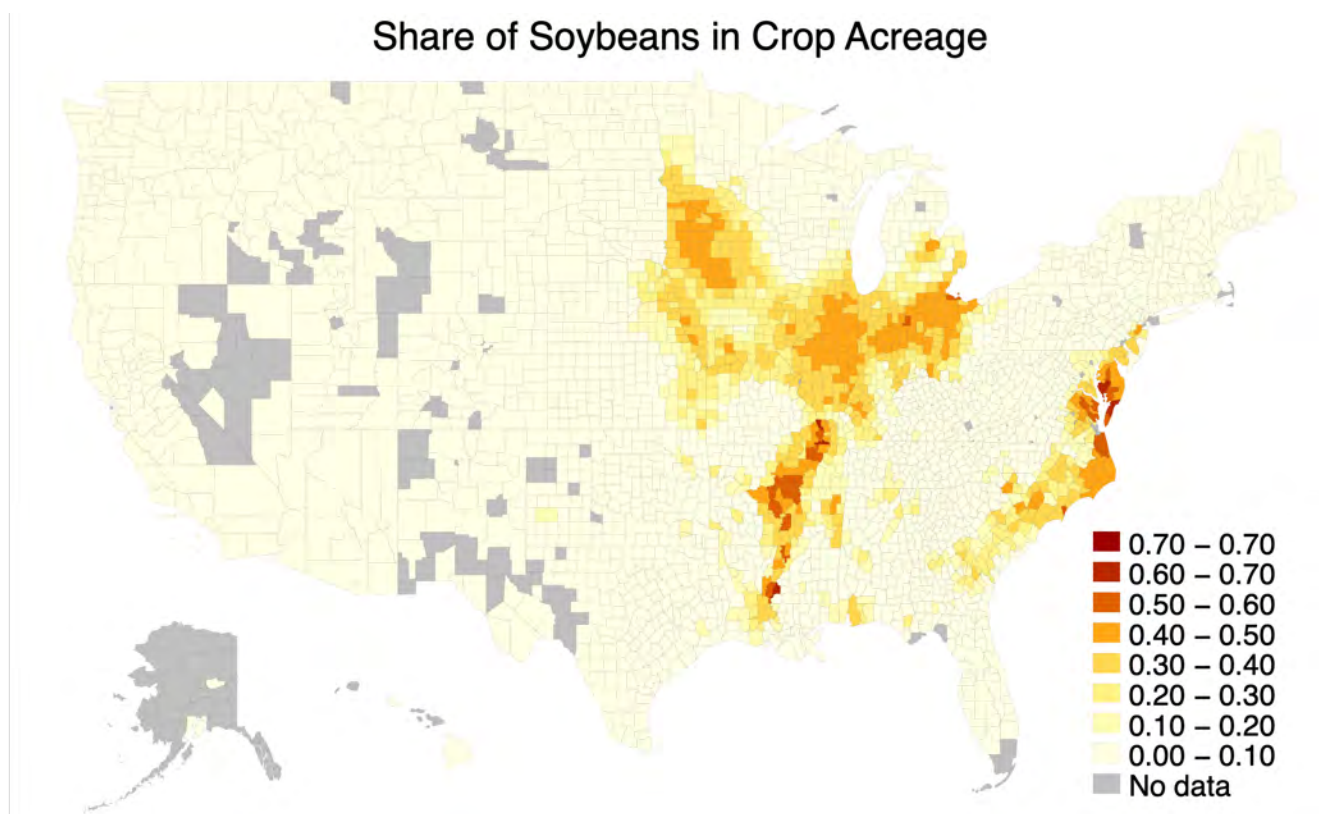 Share of Soybeans in Crop Acreage
0.70 – 0.70
0.60 – 0.70
0.50 – 0.60
0.40 – 0.50
0.30 – 0.40
0.20 – 0.30
0.10 – 0.20
0.00 – 0.10
No data